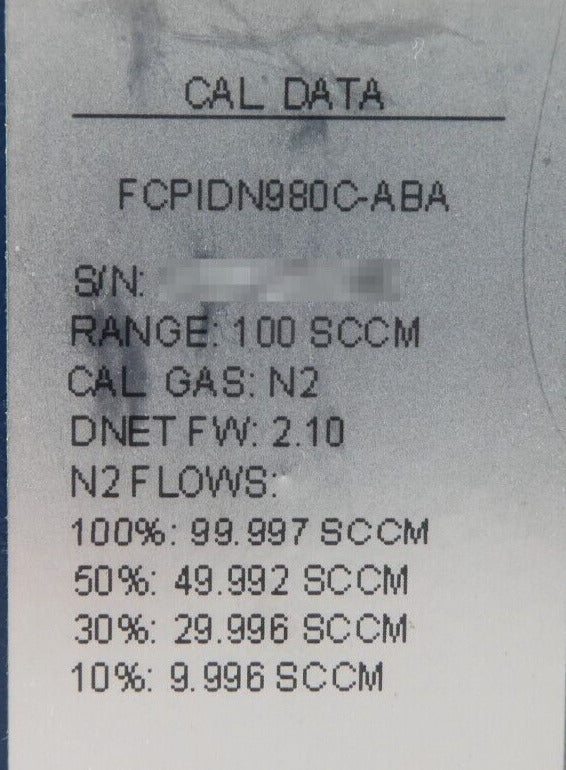 CAL DATA
FCPIDN980C-ABA
S/N:
RANGE: 100 SCCM
CAL GAS: N2
DNET FW: 2.10
N2 FLOWS:
100%: 99.997 SCCM
50%: 49.992 SCCM
30%: 29.996 SCCM
10%: 9.996 SCCM